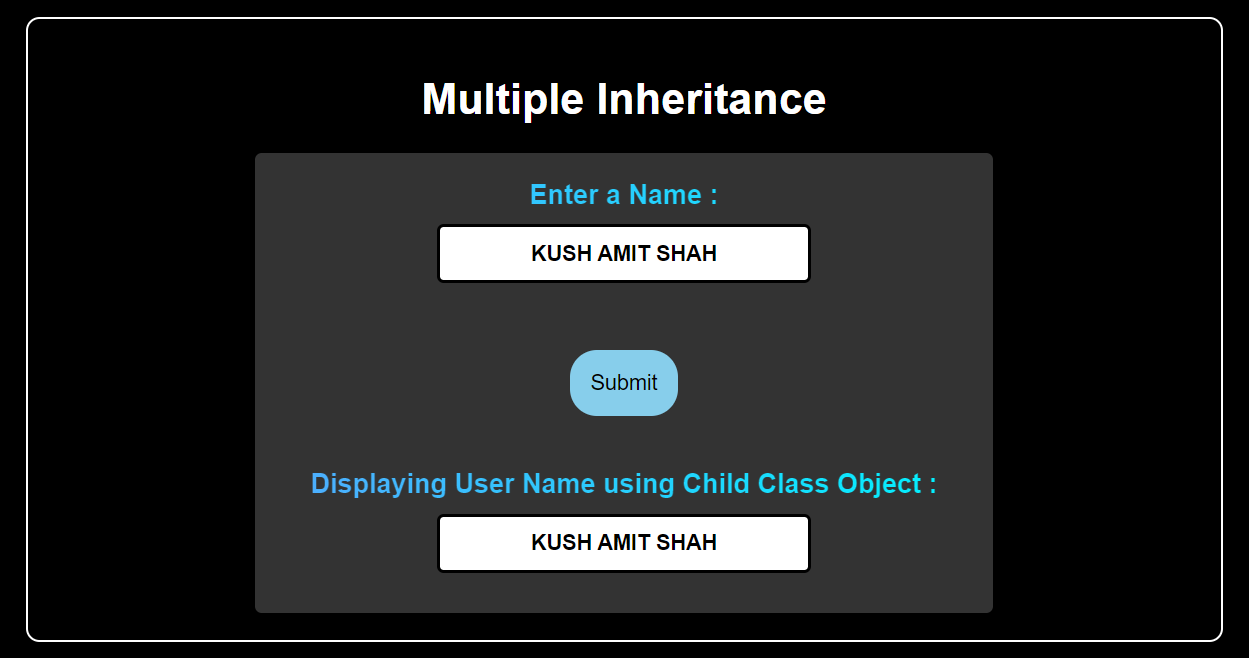 Multiple Inheritance
Enter a Name :
KUSH AMIT SHAH
Submit
Displaying User Name using Child Class Object :
KUSH AMIT SHAH